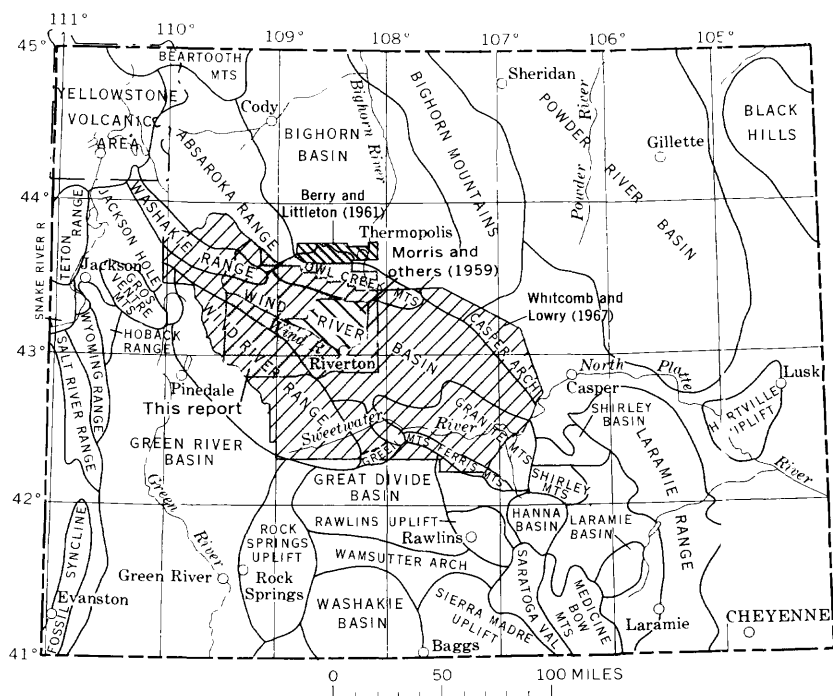 111° 110° 109° 108° 107° 106° 105°
45°
BEARTOOTH
MTS
Sheridan
YELLOWSTONE
VOLCANIC
AREA
Cody
ABSAROKA RANGE
BIGHORN
BASIN
Bighorn River
BIGHORN MOUNTAINS
POWDER RIVER BASIN
Powder
River
Gillette
BLACK
HILLS
44°
Berry and
Littleton (1961)
Thermopolis
Morris and
others (1959)
WASHAKIE RANGE
OWL CREEK MTS
SNAKE RIVER R
TETON RANGE
Jackson
JACKSON HOLE
GROS
VENTRE
MTS
HOBACK
RANGE
WIND RIVER BASIN
WIND RIVER RANGE
Wind R
Riverton
Whitcomb and
Lowry (1967)
CASPER ARCH
43°
SALT RIVER RANGE
WYOMING RANGE
Pinedale
This report
GREEN RIVER
BASIN
Green
River
Sweetwater
River
GRANITE MTS
GREEN MTS
FERRIS MTS
North Platte
River
Casper
SHIRLEY
BASIN
SHIRLEY
MTS
Lusk
HARTVILLE
UPLIFT
LARAMIE RANGE
42°
GREAT DIVIDE
BASIN
RAWLINS UPLIFT
Rawlins
HANNA
BASIN
LARAMIE
BASIN
WAMSUTTER ARCH
ROCK
SPRINGS
UPLIFT
Green River
Rock
Springs
FOSSIL SYNCLINE
Evanston
WASHAKIE
BASIN
SIERRA MADRE
UPLIFT
Baggs
SARATOGA VAL
MEDICINE
BOW
MTS
Laramie
CHEYENNE
41°
0 50 100 MILES